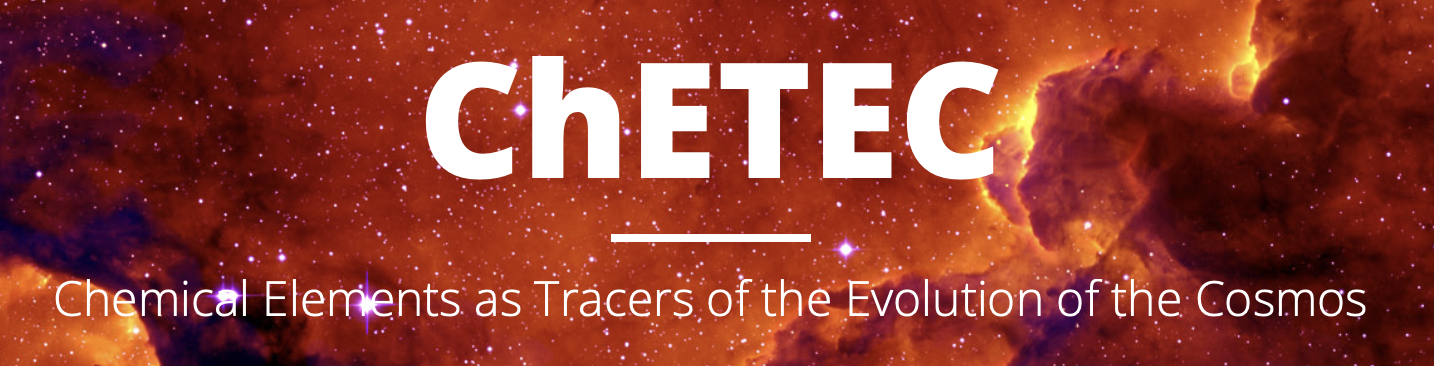 ChETEC
Chemical Elements as Tracers of the Evolution of the Cosmos